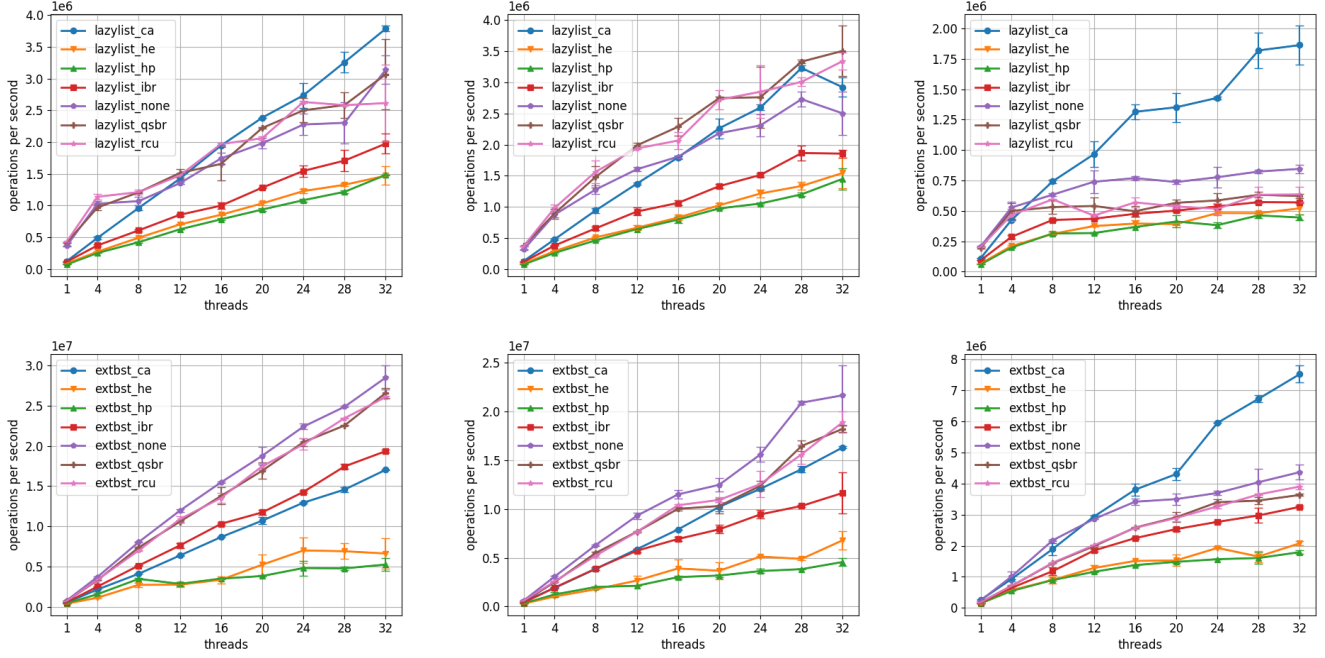 1e6
4.0
3.5
3.0
2.5
2.0
1.5
1.0
0.5
0.0
operations per second
lazylist_ca
lazylist_he
lazylist_hp
lazylist_ibr
lazylist_none
lazylist_qsbr
lazylist_rcu
1 4 8 12 16 20 24 28 32
threads
1e6
4.0
3.5
3.0
2.5
2.0
1.5
1.0
0.5
0.0
operations per second
lazylist_ca
lazylist_he
lazylist_hp
lazylist_ibr
lazylist_none
lazylist_qsbr
lazylist_rcu
1 4 8 12 16 20 24 28 32
threads
1e6
2.00
1.75
1.50
1.25
1.00
0.75
0.50
0.25
0.00
operations per second
lazylist_ca
lazylist_he
lazylist_hp
lazylist_ibr
lazylist_none
lazylist_qsbr
lazylist_rcu
1 4 8 12 16 20 24 28 32
threads
1e7
3.0
2.5
2.0
1.5
1.0
0.5
0.0
operations per second
extbst_ca
extbst_he
extbst_hp
extbst_ibr
extbst_none
extbst_qsbr
extbst_rcu
1 4 8 12 16 20 24 28 32
threads
1e7
2.5
2.0
1.5
1.0
0.5
0.0
operations per second
extbst_ca
extbst_he
extbst_hp
extbst_ibr
extbst_none
extbst_qsbr
extbst_rcu
1 4 8 12 16 20 24 28 32
threads
1e6
8
7
6
5
4
3
2
1
0
operations per second
extbst_ca
extbst_he
extbst_hp
extbst_ibr
extbst_none
extbst_qsbr
extbst_rcu
1 4 8 12 16 20 24 28 32
threads